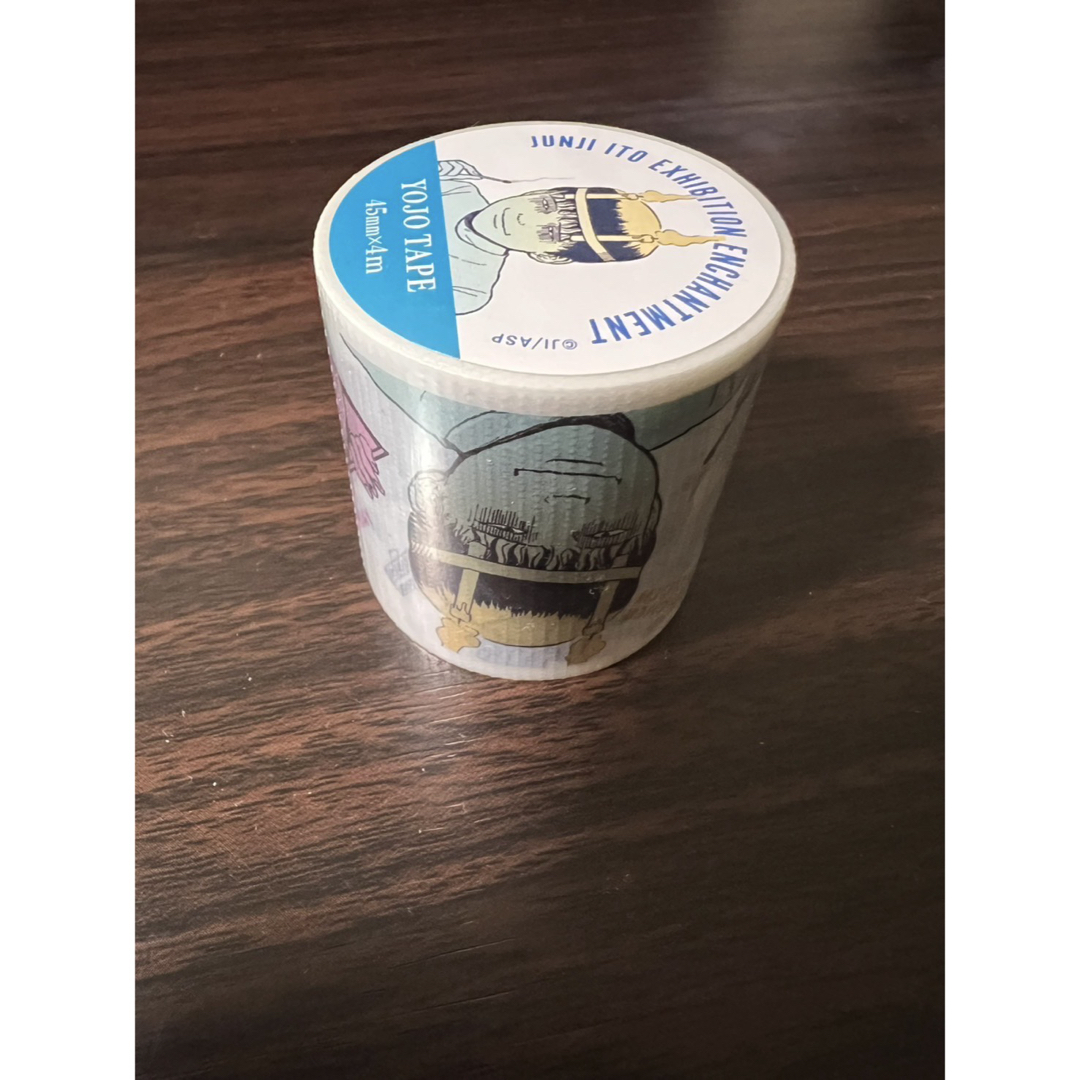 JUNJI ITO EXHIBITION ENCHANTMENT
YOJO TAPE
45mm×4m
©JI/ASP